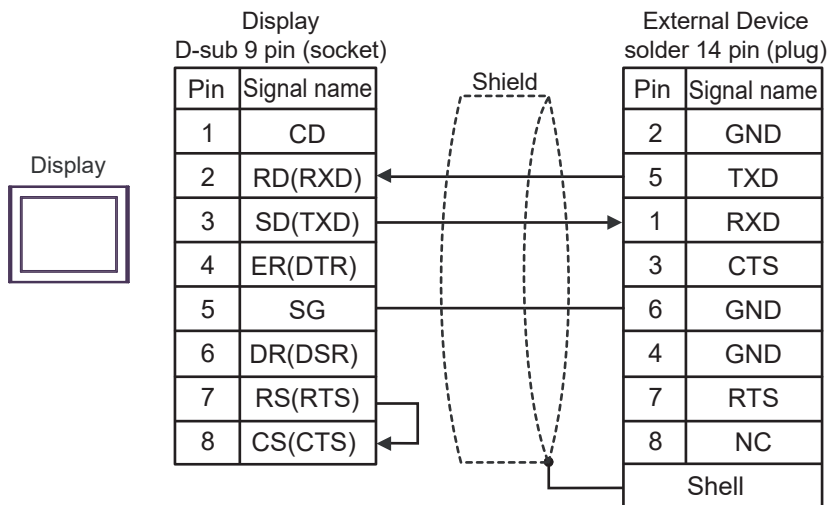 Display
D-sub 9 pin (socket)
External Device
solder 14 pin (plug)
Shield
Display
Pin Signal name
1 CD
2 RD(RXD)
3 SD(TXD)
4 ER(DTR)
5 SG
6 DR(DSR)
7 RS(RTS)
8 CS(CTS)
Pin Signal name
2 GND
5 TXD
1 RXD
3 CTS
6 GND
4 GND
7 RTS
8 NC
Shell